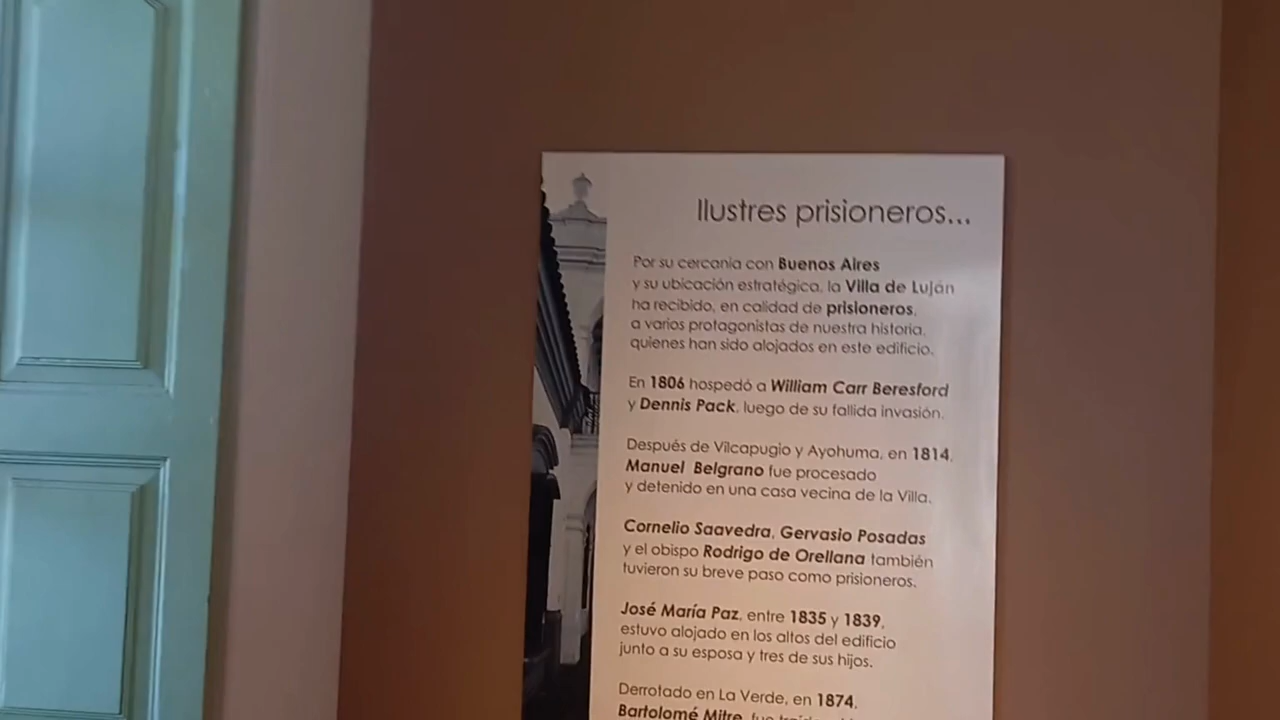 Ilustres prisioneros...
Por su cercanía con Buenos Aires
y su ubicación estratégica, la Villa de Luján
ha recibido, en calidad de prisioneros,
a varios protagonistas de nuestra historia,
quienes han sido alojados en este edificio.
En 1806 hospedó a William Carr Beresford
y Dennis Pack, luego de su fallida invasión.
Después de Vilcapugio y Ayohuma, en 1814,
Manuel Belgrano fue procesado
y detenido en una casa vecina de la Villa.
Cornelio Saavedra, Gervasio Posadas
y el obispo Rodrigo de Orellana también
tuvieron su breve paso como prisioneros.
José María Paz, entre 1835 y 1839,
estuvo alojado en los altos del edificio
junto a su esposa y tres de sus hijos.
Derrotado en La Verde, en 1874,
Bartolomé Mitre, fue